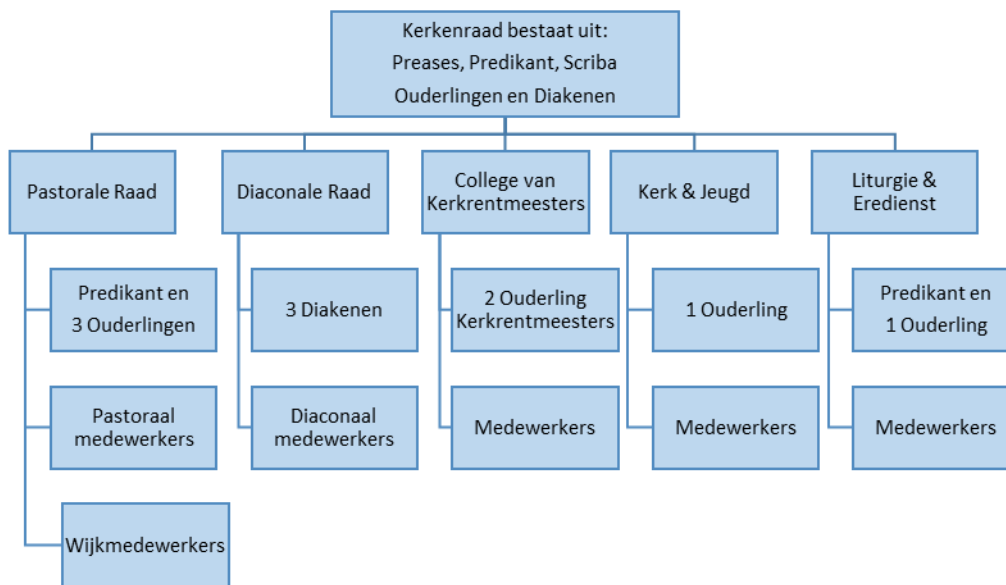 Kerkenraad bestaat uit:
Preases, Predikant, Scriba
Ouderlingen en Diakenen
Pastorale Raad
Diaconale Raad
College van
Kerkrentmeesters
Kerk & Jeugd
Liturgie &
Eredienst
Predikant en
3 Ouderlingen
3 Diakenen
2 Ouderling
Kerkrentmeesters
1 Ouderling
Predikant en
1 Ouderling
Pastoraal
medewerkers
Diaconaal
medewerkers
Medewerkers
Medewerkers
Medewerkers
Wijkmedewerkers